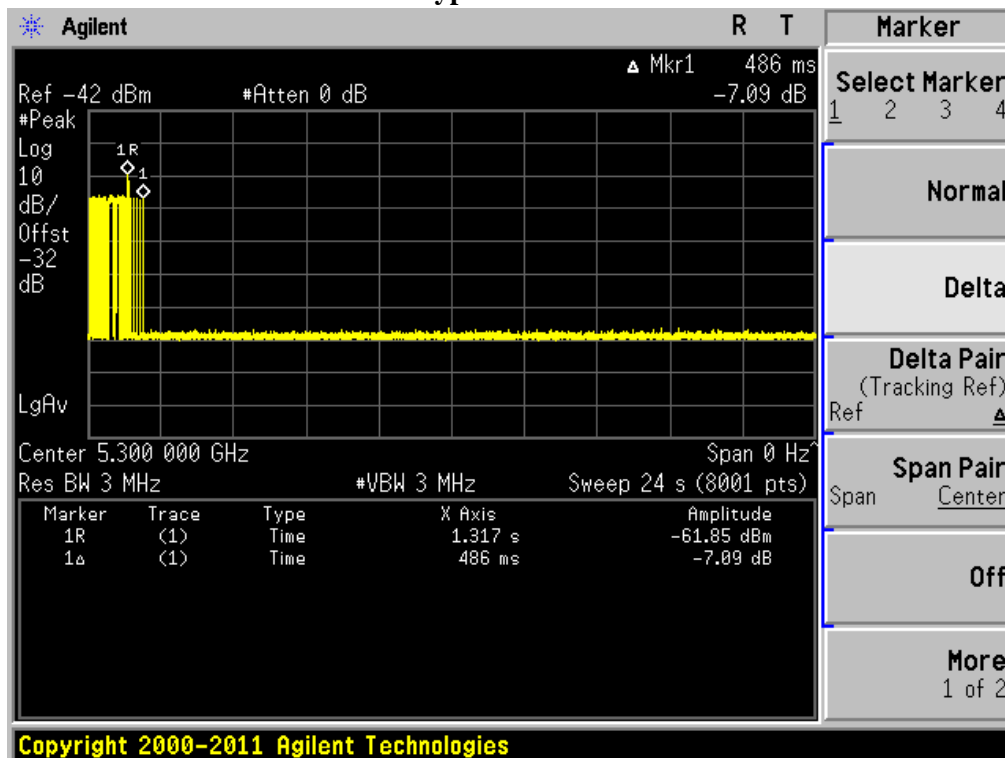 Agilent R T
Marker
▵ Mkr1 486 ms
Ref −42 dBm #Atten 0 dB −7.09 dB
#Peak
Log
10
dB/
Offst
−32
dB
1R
1
LgAv
Center 5.300 000 GHz Span 0 Hz^
Res BW 3 MHz #VBW 3 MHz Sweep 24 s (8001 pts)
Marker Trace Type X Axis Amplitude
1R (1) Time 1.317 s −61.85 dBm
1▵ (1) Time 486 ms −7.09 dB
Select Marker
1 2 3 4
Normal
Delta
Delta Pair
(Tracking Ref)
Ref ▵
Span Pair
Span Center
Off
More
1 of 2
Copyright 2000−2011 Agilent Technologies